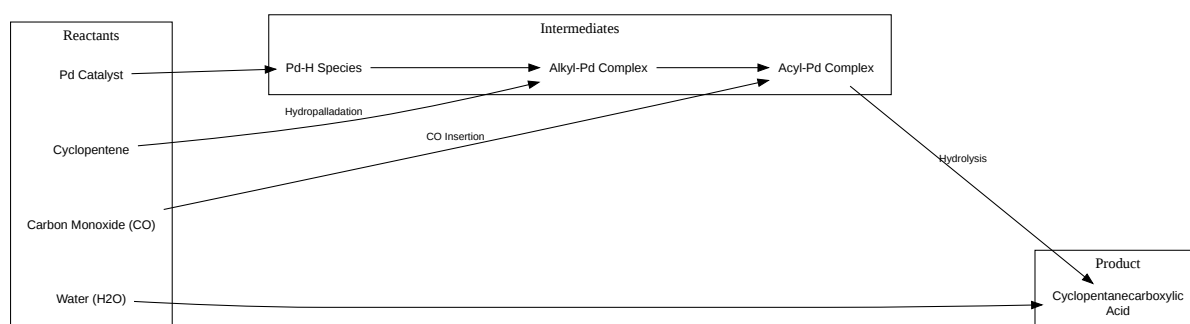 Reactants
Pd Catalyst
Cyclopentene
Carbon Monoxide (CO)
Water (H2O)
Intermediates
Pd-H Species
Alkyl-Pd Complex
Acyl-Pd Complex
Hydropalladation
CO Insertion
Hydrolysis
Product
Cyclopentanecarboxylic
Acid